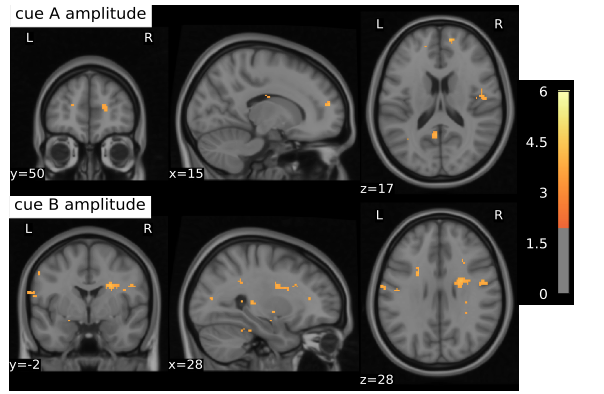 cue A amplitude
L R
L R
y=50
x=15
z=17
6
4.5
3
1.5
0
cue B amplitude
L R
L R
y=-2
x=28
z=28